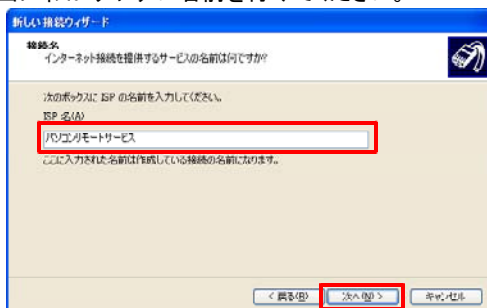 新しい接続ウィザード
接続名
インターネット接続を提供するサービスの名前は何ですか?
次のボックスに ISP の名前を入力してください。
ISP 名(A)
パソコンリモートサービス
ここに入力された名前は作成している接続の名前になります。
< 戻る(B)
次へ(N) >
キャンセル